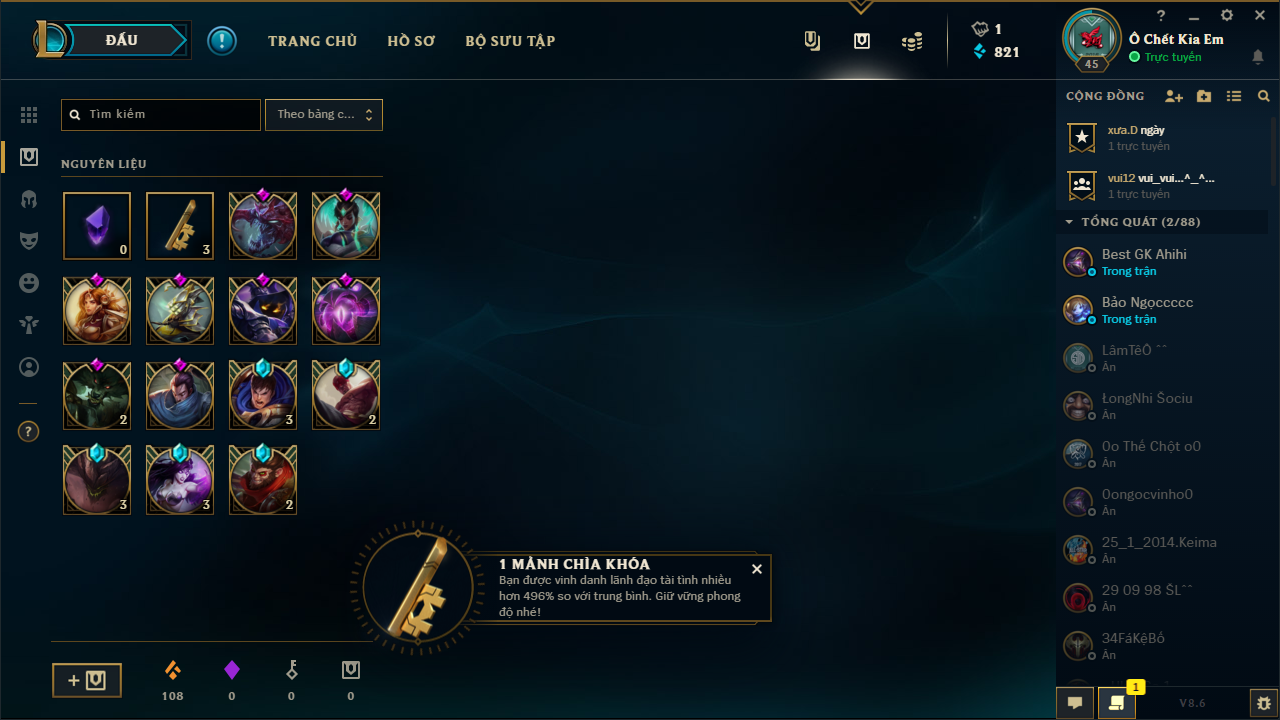 ĐẤU
TRANG CHỦ
HỒ SƠ
BỘ SƯU TẬP
1
821
?
Ô Chết Kìa Em
Trực tuyến
45
Tìm kiếm
Theo bảng c...
NGUYÊN LIỆU
0
3
2
3
2
3
3
2
?
1 MẢNH CHÌA KHÓA
Bạn được vinh danh lãnh đạo tài tình nhiều
hơn 496% so với trung bình. Giữ vững phong
độ nhé!
108
0
0
0
CỘNG ĐỒNG
xưa.D ngày
1 trực tuyến
vui12 vui_vui...^_^...
1 trực tuyến
TỔNG QUÁT (2/88)
Best GK Ahihi
Trong trận
Bảo Ngọccccc
Trong trận
LâmTêÔ ˆˆ
Ẩn
ŁongNhi Šociu
Ẩn
0o Thế Chột o0
Ẩn
0ongocvinho0
Ẩn
25_1_2014.Keima
Ẩn
29 09 98 ŠLˆˆ
Ẩn
34FáKệBố
Ẩn
1
V8.6